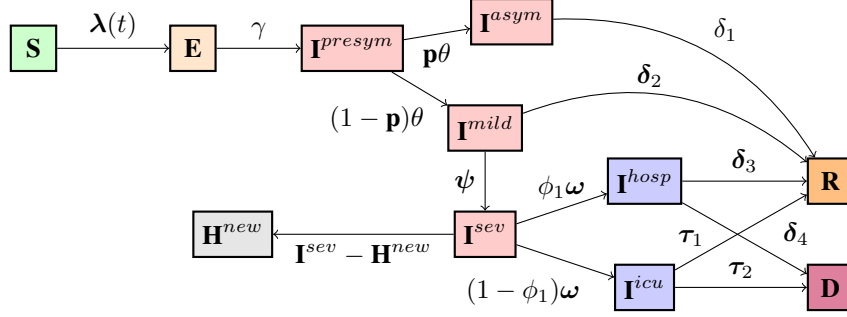 λ(t)
γ
S
E
I^{presym}
I^{asym}
pθ
δ₁
(1 − p)θ
I^{mild}
δ₂
ψ
I^{hosp}
φ₁ω
δ₃
R
H^{new}
I^{sev} − H^{new}
I^{sev}
τ₁
δ₄
(1 − φ₁)ω
I^{icu}
τ₂
D